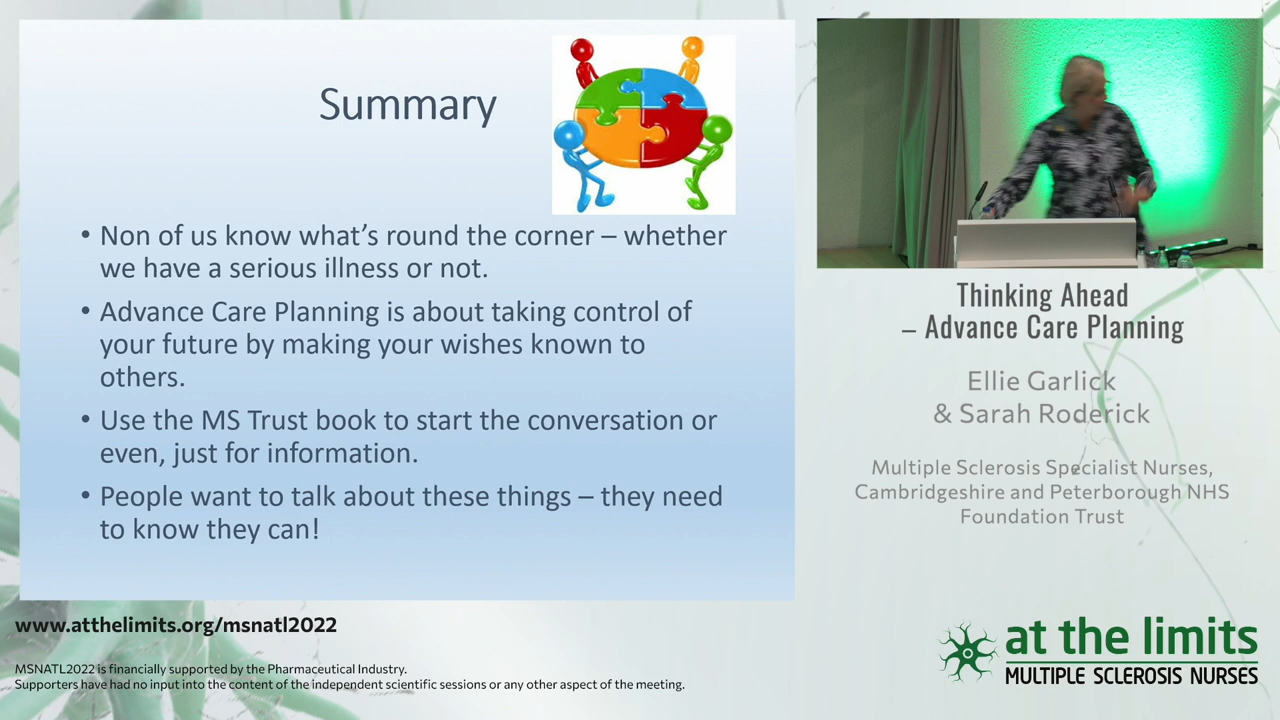 Summary
• Non of us know what’s round the corner – whether
we have a serious illness or not.
• Advance Care Planning is about taking control of
your future by making your wishes known to
others.
• Use the MS Trust book to start the conversation or
even, just for information.
• People want to talk about these things – they need
to know they can!
Thinking Ahead
– Advance Care Planning
Ellie Garlick
& Sarah Roderick
Multiple Sclerosis Specialist Nurses,
Cambridgeshire and Peterborough NHS
Foundation Trust
www.atthelimits.org/msnatl2022
MSNATL2022 is financially supported by the Pharmaceutical Industry.
Supporters have had no input into the content of the independent scientific sessions or any other aspect of the meeting.
at the limits
MULTIPLE SCLEROSIS NURSES